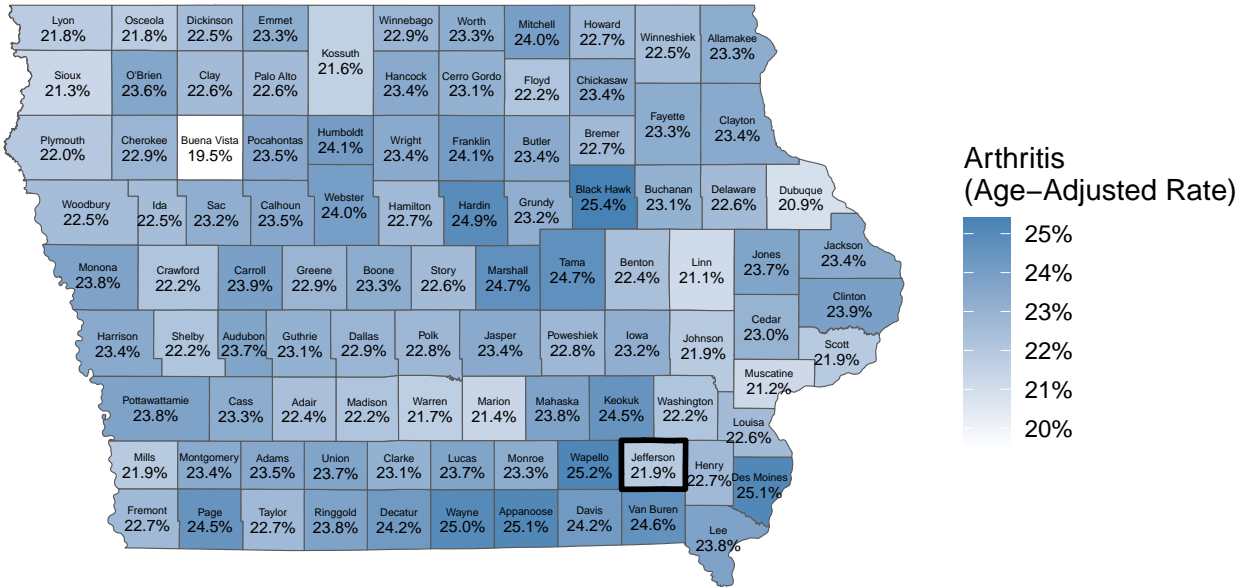 Lyon
21.8%
Osceola
21.8%
Dickinson
22.5%
Emmet
23.3%
Kossuth
21.6%
Winnebago
22.9%
Worth
23.3%
Mitchell
24.0%
Howard
22.7%
Winneshiek
22.5%
Allamakee
23.3%
Sioux
21.3%
O'Brien
23.6%
Clay
22.6%
Palo Alto
22.6%
Hancock
23.4%
Cerro Gordo
23.1%
Floyd
22.2%
Chickasaw
23.4%
Fayette
23.3%
Clayton
23.4%
Plymouth
22.0%
Cherokee
22.9%
Buena Vista
19.5%
Pocahontas
23.5%
Humboldt
24.1%
Wright
23.4%
Franklin
24.1%
Butler
23.4%
Bremer
22.7%
Woodbury
22.5%
Ida
22.5%
Sac
23.2%
Calhoun
23.5%
Webster
24.0%
Hamilton
22.7%
Hardin
24.9%
Grundy
23.2%
Black Hawk
25.4%
Buchanan
23.1%
Delaware
22.6%
Dubuque
20.9%
Monona
23.8%
Crawford
22.2%
Carroll
23.9%
Greene
22.9%
Boone
23.3%
Story
22.6%
Marshall
24.7%
Tama
24.7%
Benton
22.4%
Linn
21.1%
Jones
23.7%
Jackson
23.4%
Clinton
23.9%
Harrison
23.4%
Shelby
22.2%
Audubon
23.7%
Guthrie
23.1%
Dallas
22.9%
Polk
22.8%
Jasper
23.4%
Poweshiek
22.8%
Iowa
23.2%
Johnson
21.9%
Cedar
23.0%
Scott
21.9%
Muscatine
21.2%
Pottawattamie
23.8%
Cass
23.3%
Adair
22.4%
Madison
22.2%
Warren
21.7%
Marion
21.4%
Mahaska
23.8%
Keokuk
24.5%
Washington
22.2%
Louisa
22.6%
Mills
21.9%
Montgomery
23.4%
Adams
23.5%
Union
23.7%
Clarke
23.1%
Lucas
23.7%
Monroe
23.3%
Wapello
25.2%
Jefferson
21.9%
Henry
22.7%
Des Moines
25.1%
Fremont
22.7%
Page
24.5%
Taylor
22.7%
Ringgold
23.8%
Decatur
24.2%
Wayne
25.0%
Appanoose
25.1%
Davis
24.2%
Van Buren
24.6%
Lee
23.8%
Arthritis
(Age−Adjusted Rate)
25%
24%
23%
22%
21%
20%